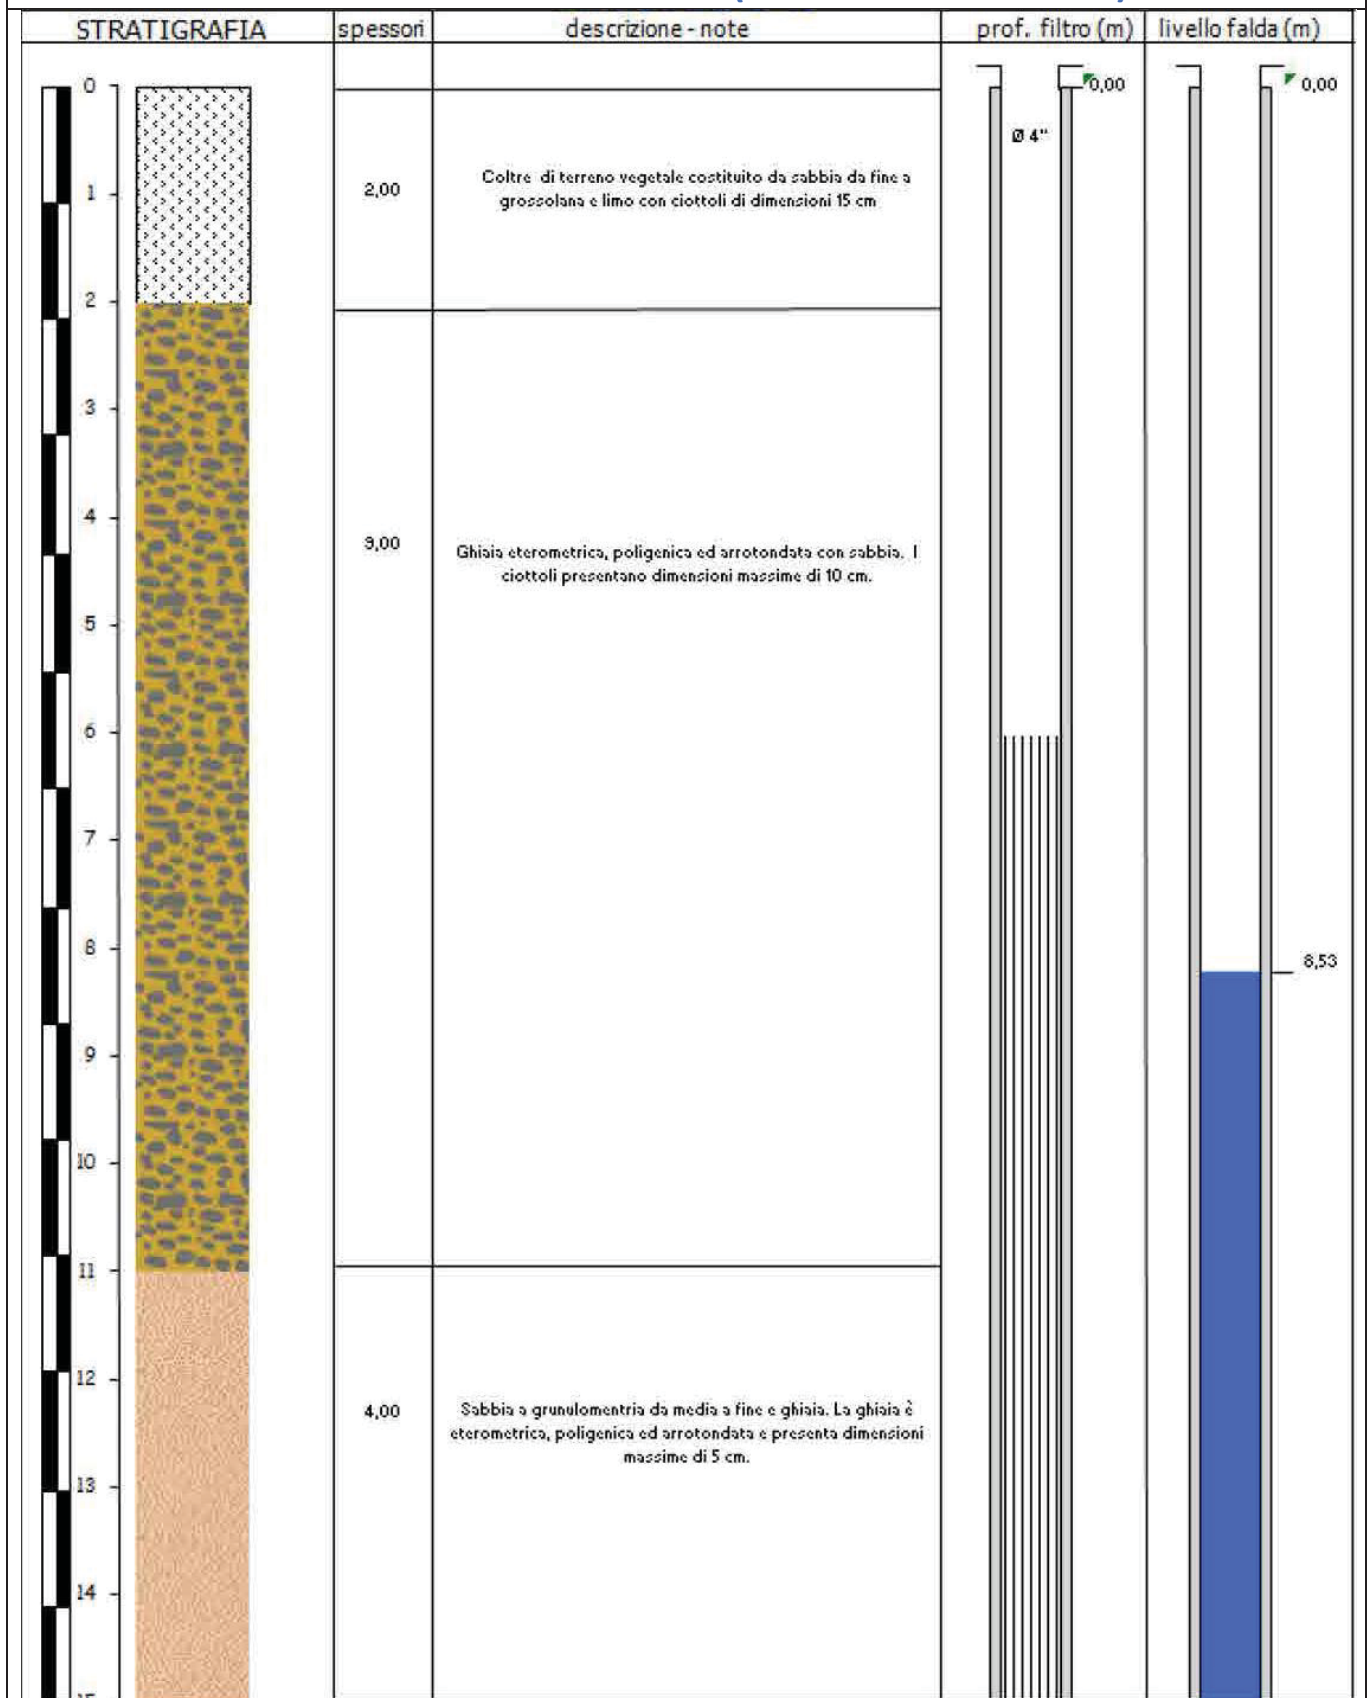 STRATIGRAFIA spessori descrizione - note prof. filtro (m) livello falda (m)
0 0,00 0,00
Ø 4"
1 2,00 Coltre di terreno vegetale costituito da sabbia da fine a
grossolana e limo con ciottoli di dimensioni 15 cm
2
3
4
9,00 Ghiaia eterometrica, poligenica ed arrotondata con sabbia. I
ciottoli presentano dimensioni massime di 10 cm.
5
6
7
8
8,53
9
10
11
12
4,00 Sabbia a grunulomentria da media a fine e ghiaia. La ghiaia è
eterometrica, poligenica ed arrotondata e presenta dimensioni
massime di 5 cm.
13
14